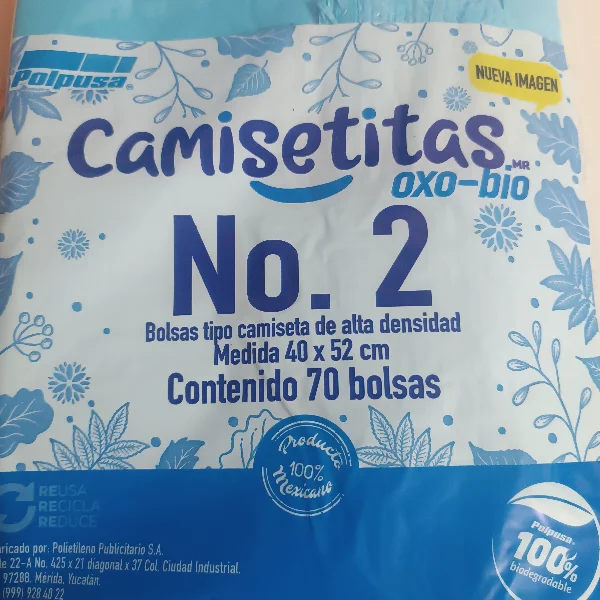 Polpusa®
NUEVA IMAGEN
Camisetitas MR
oxo-bio
No. 2
Bolsas tipo camiseta de alta densidad
Medida 40 x 52 cm
Contenido 70 bolsas
Producto
100%
Mexicano
REUSA
RECICLA
REDUCE
ricado por: Polietileno Publicitario S.A.
le 22-A No. 425 x 21 diagonal x 37 Col. Ciudad Industrial.
97288. Mérida, Yucatán.
(999) 928 40 22
Polpusa®
100%
biodegradable